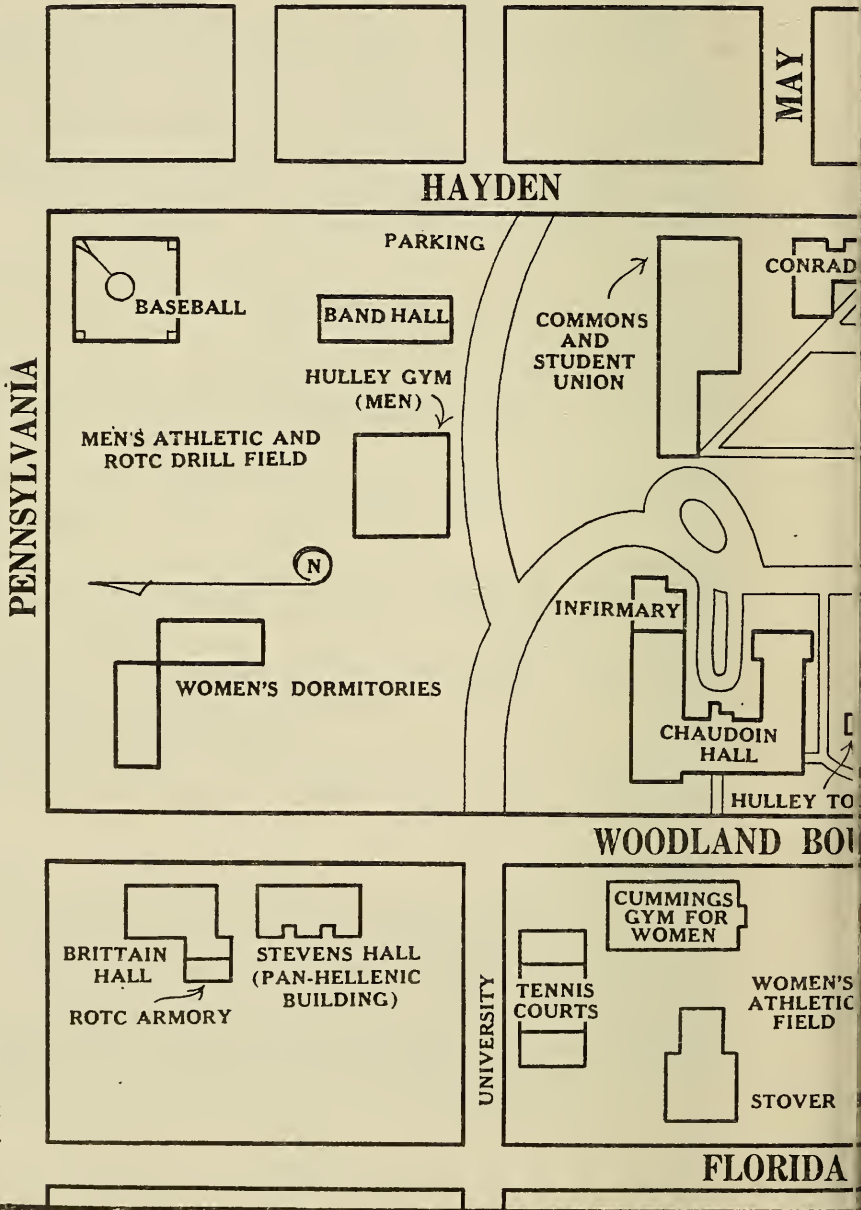 MAY
HAYDEN
PARKING
BASEBALL
BAND HALL
CONRAD
COMMONS
AND
STUDENT
UNION
HULLEY GYM
(MEN)
MEN'S ATHLETIC AND
ROTC DRILL FIELD
PENNSYLVANIA
N
INFIRMARY
WOMEN'S DORMITORIES
CHAUDOIN
HALL
HULLEY TO
WOODLAND BOU
CUMMINGS
GYM FOR
WOMEN
BRITTAIN
HALL
STEVENS HALL
(PAN-HELLENIC
BUILDING)
ROTC ARMORY
UNIVERSITY
TENNIS
COURTS
WOMEN'S
ATHLETIC
FIELD
STOVER
FLORIDA